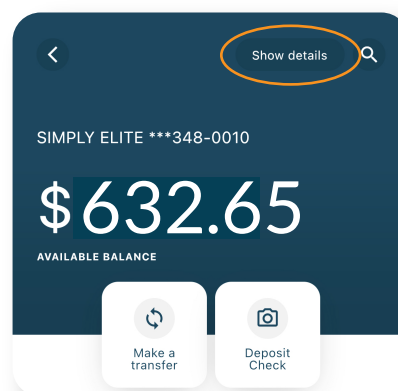 Show details
SIMPLY ELITE ***348-0010
$632.65
AVAILABLE BALANCE
Make a
transfer
Deposit
Check